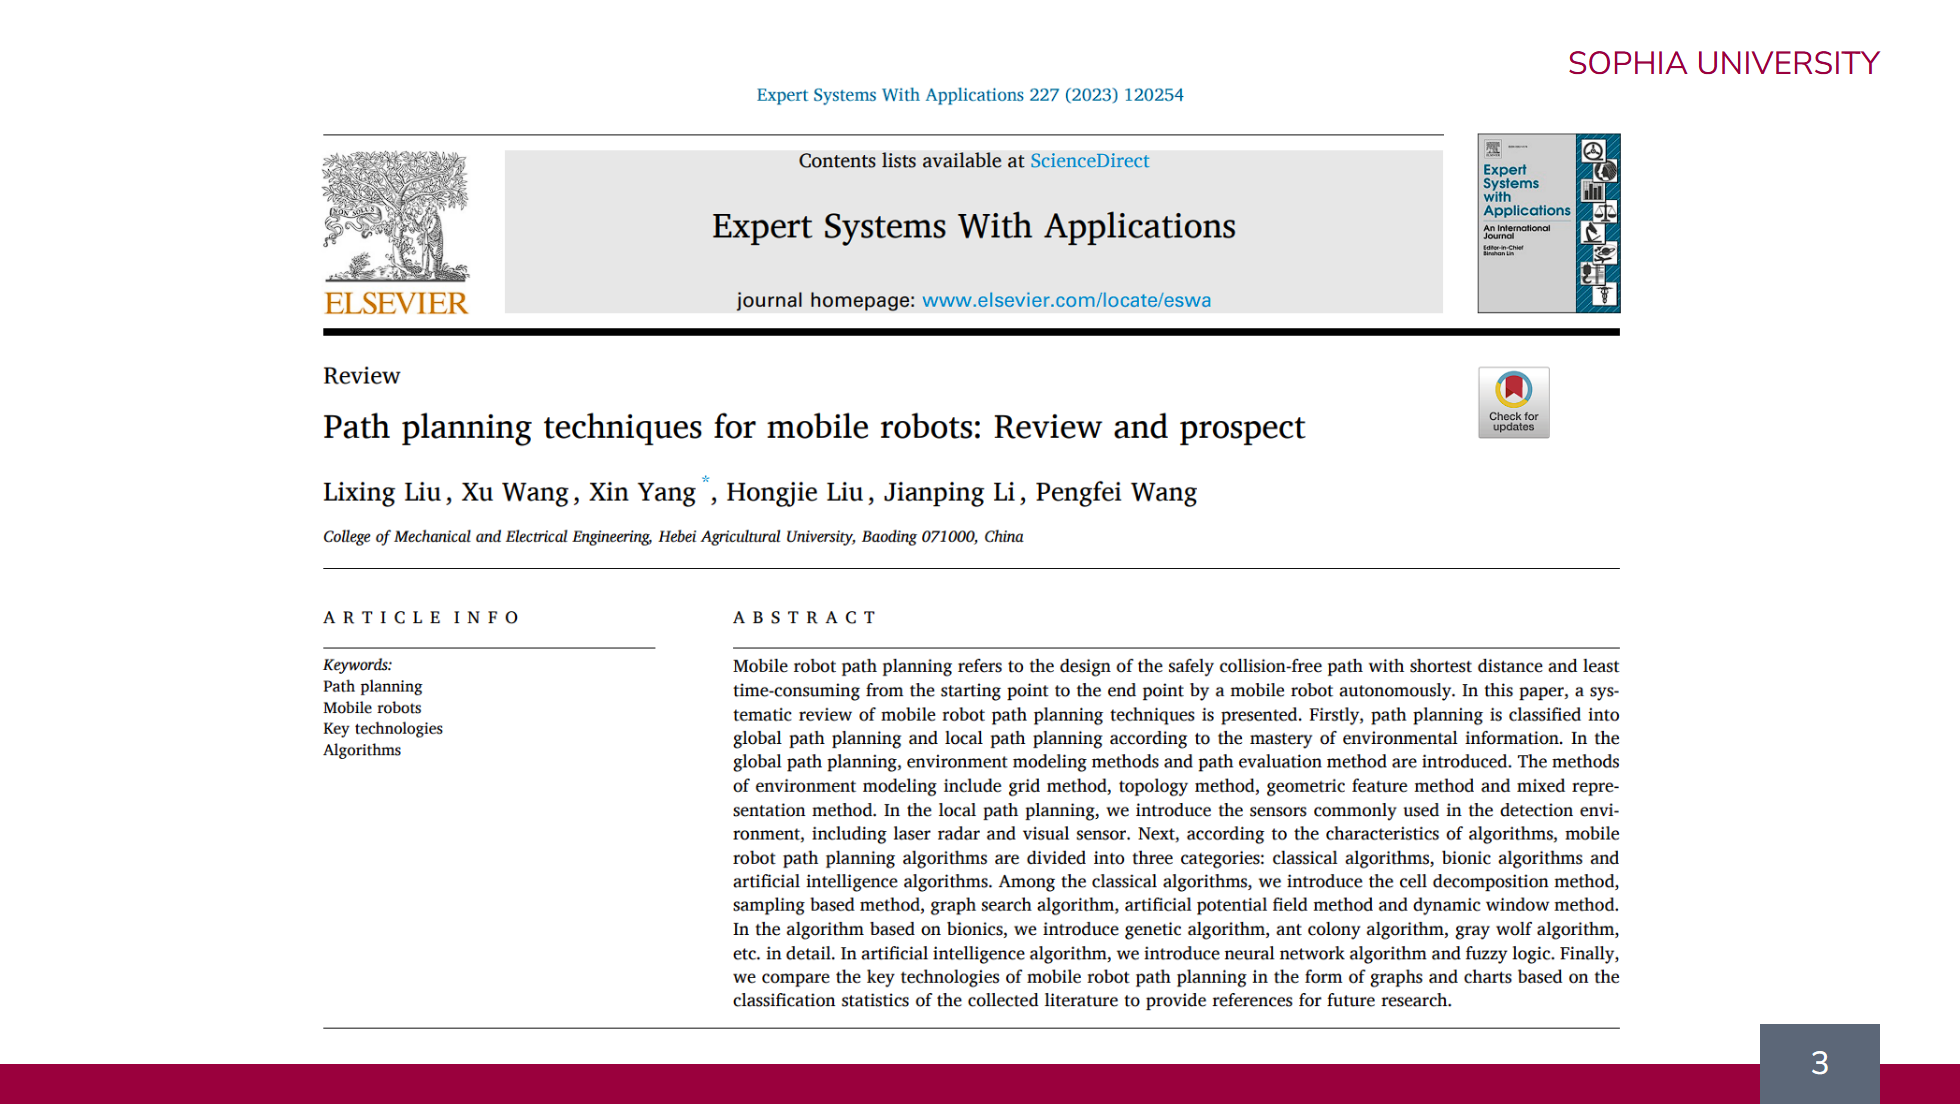 SOPHIA UNIVERSITY
Expert Systems With Applications 227 (2023) 120254
Contents lists available at ScienceDirect
Expert Systems With Applications
journal homepage: www.elsevier.com/locate/eswa
NON SOLUS
ELSEVIER
ELSEVIER
Expert
Systems
with
Applications
An International
Journal
Editor-in-Chief
Binshan Lin
Review
Path planning techniques for mobile robots: Review and prospect
Check for
updates
Lixing Liu, Xu Wang, Xin Yang *, Hongjie Liu, Jianping Li, Pengfei Wang
College of Mechanical and Electrical Engineering, Hebei Agricultural University, Baoding 071000, China
ARTICLE INFO
Keywords:
Path planning
Mobile robots
Key technologies
Algorithms
ABSTRACT
Mobile robot path planning refers to the design of the safely collision-free path with shortest distance and least
time-consuming from the starting point to the end point by a mobile robot autonomously. In this paper, a sys-
tematic review of mobile robot path planning techniques is presented. Firstly, path planning is classified into
global path planning and local path planning according to the mastery of environmental information. In the
global path planning, environment modeling methods and path evaluation method are introduced. The methods
of environment modeling include grid method, topology method, geometric feature method and mixed repre-
sentation method. In the local path planning, we introduce the sensors commonly used in the detection envi-
ronment, including laser radar and visual sensor. Next, according to the characteristics of algorithms, mobile
robot path planning algorithms are divided into three categories: classical algorithms, bionic algorithms and
artificial intelligence algorithms. Among the classical algorithms, we introduce the cell decomposition method,
sampling based method, graph search algorithm, artificial potential field method and dynamic window method.
In the algorithm based on bionics, we introduce genetic algorithm, ant colony algorithm, gray wolf algorithm,
etc. in detail. In artificial intelligence algorithm, we introduce neural network algorithm and fuzzy logic. Finally,
we compare the key technologies of mobile robot path planning in the form of graphs and charts based on the
classification statistics of the collected literature to provide references for future research.
3